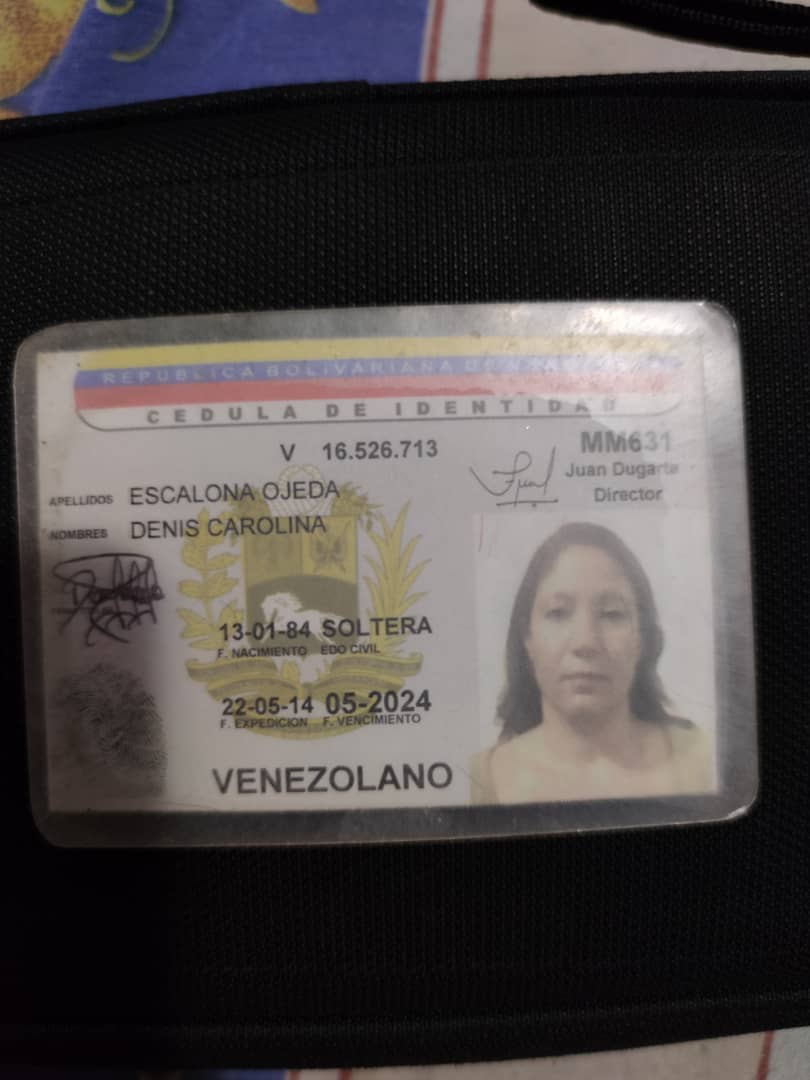 REPUBLICA BOLIVARIANA DE
CEDULA DE IDENTIDAD
V 16.526.713
MM631
Juan Dugarte
Director
APELLIDOS ESCALONA OJEDA
NOMBRES DENIS CAROLINA
13-01-84 SOLTERA
F. NACIMIENTO EDO CIVIL
22-05-14 05-2024
F. EXPEDICION F. VENCIMIENTO
VENEZOLANO